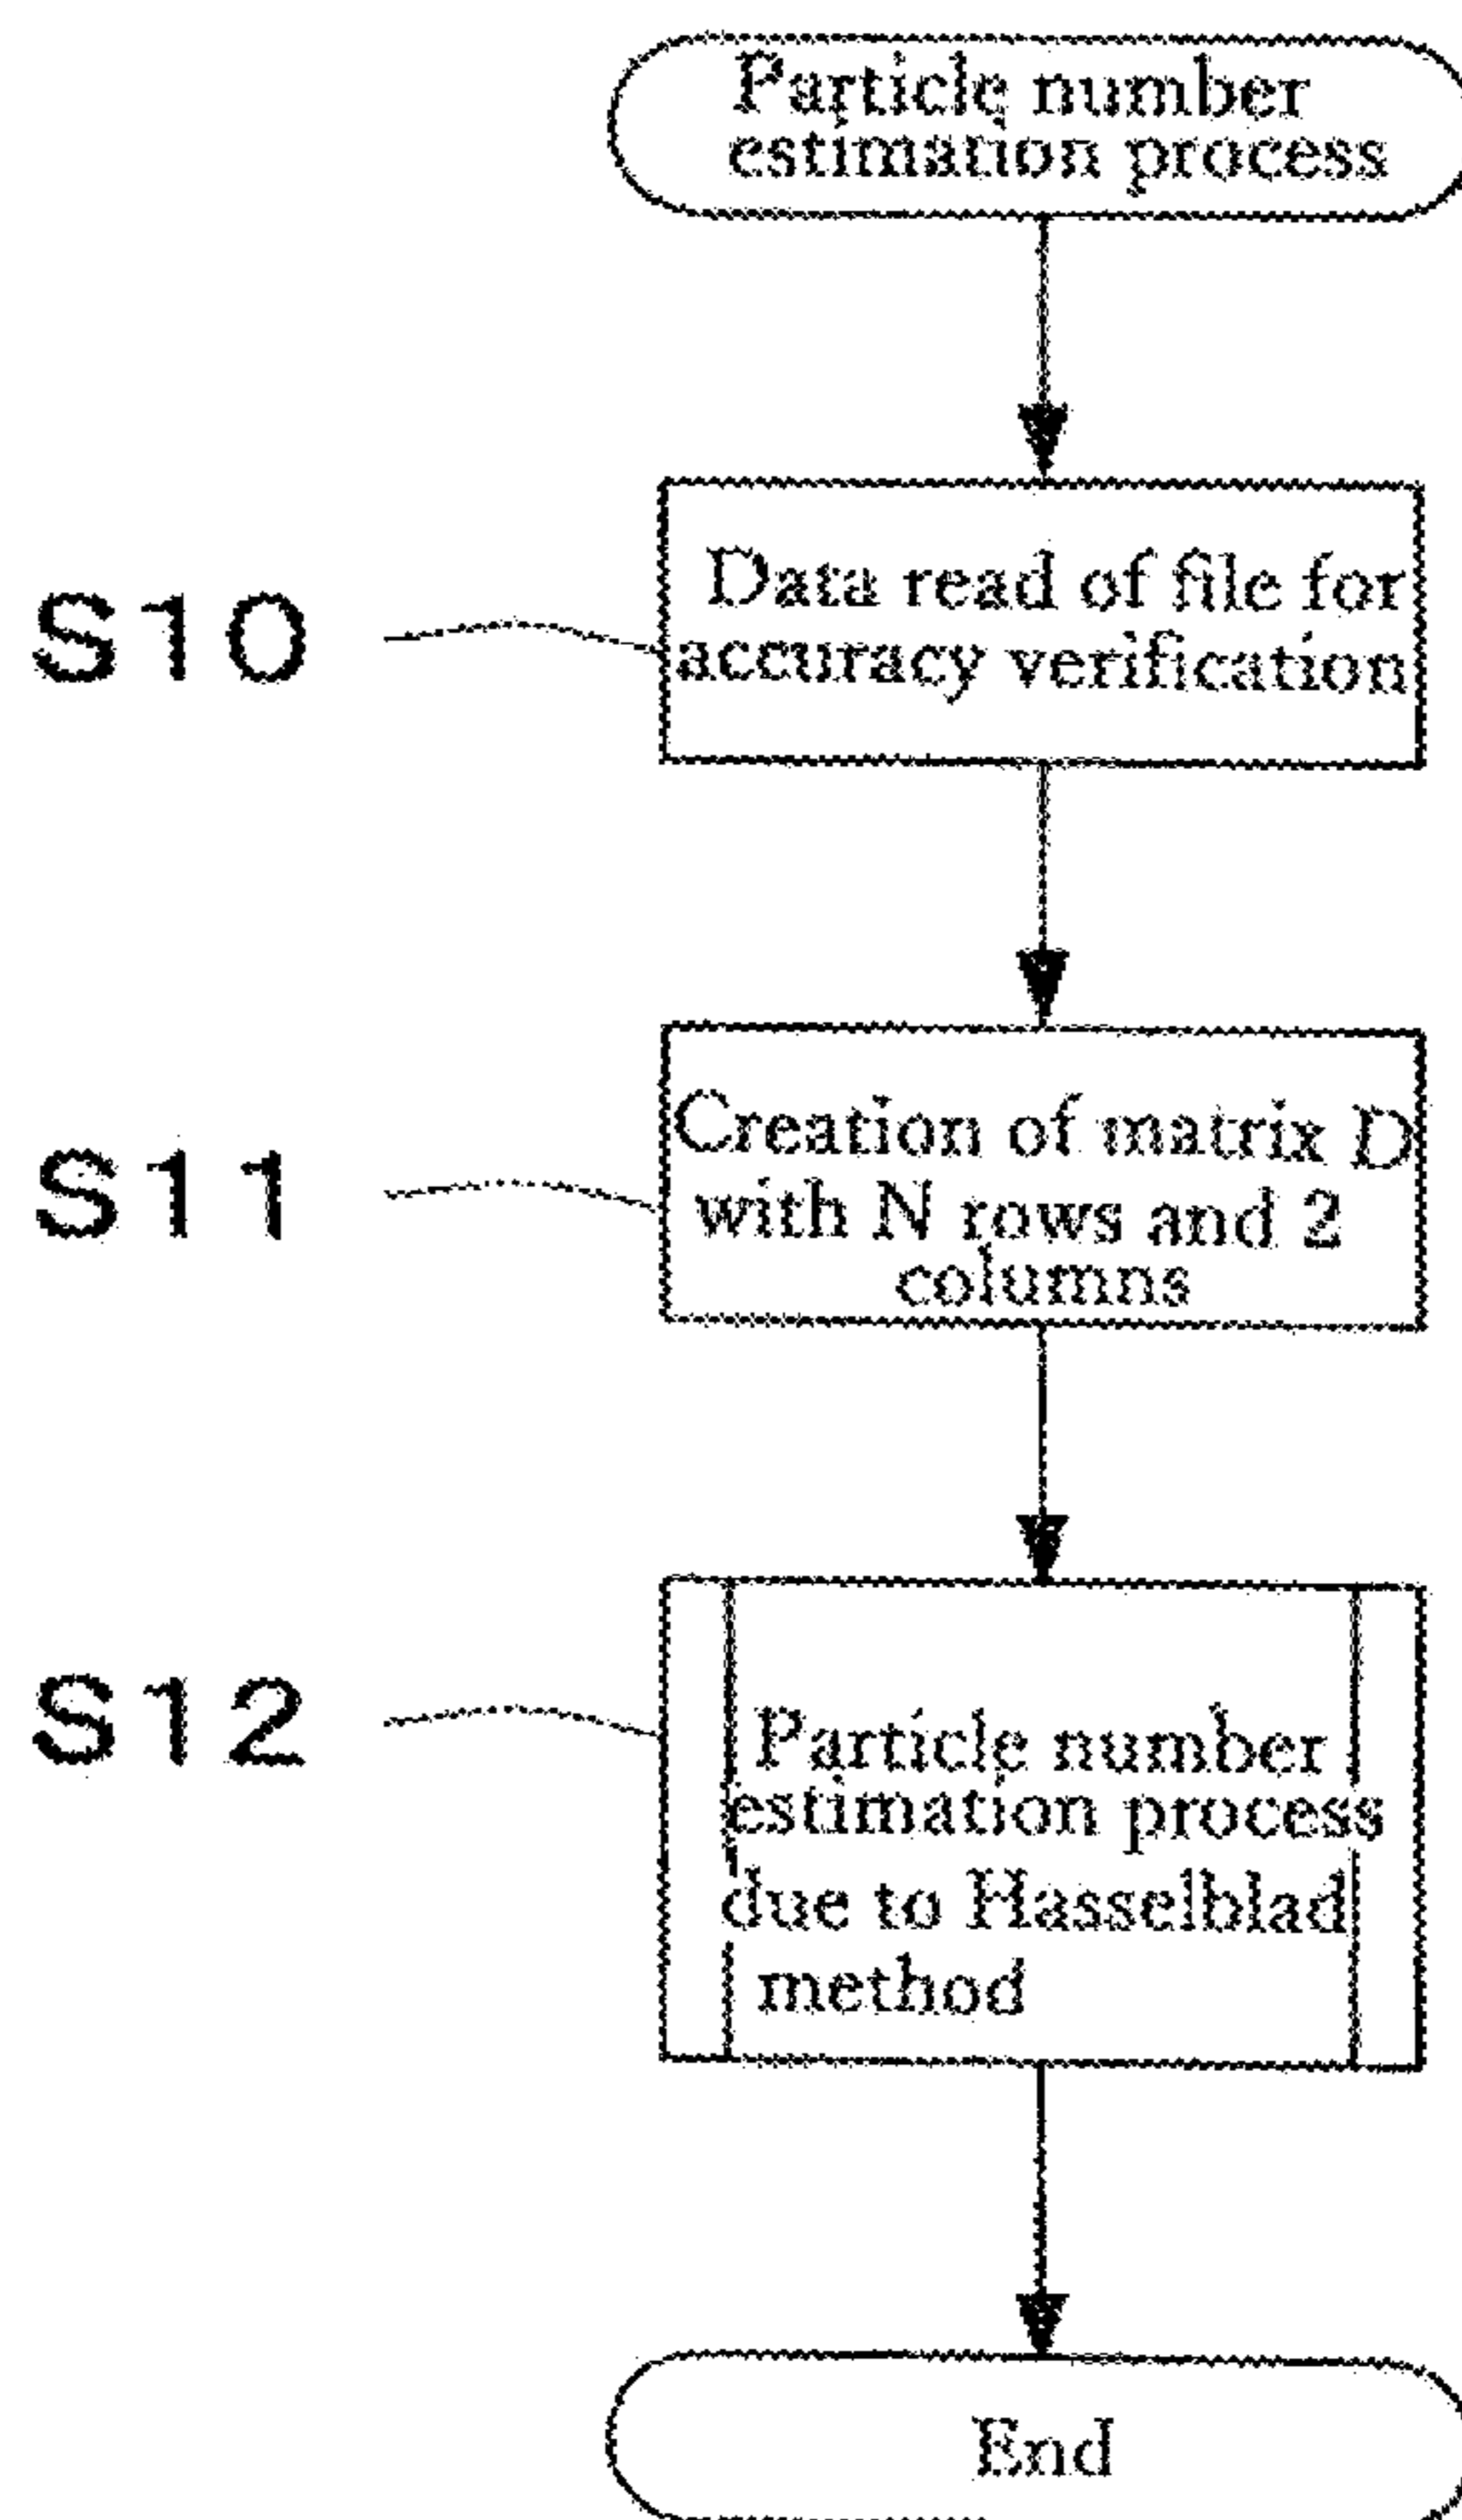 Particle number
estimation process
S10
Data read of file for
accuracy verification
S11
Creation of matrix D
with N rows and 2
columns
S12
Particle number
estimation process
due to Hasselblad
method
End